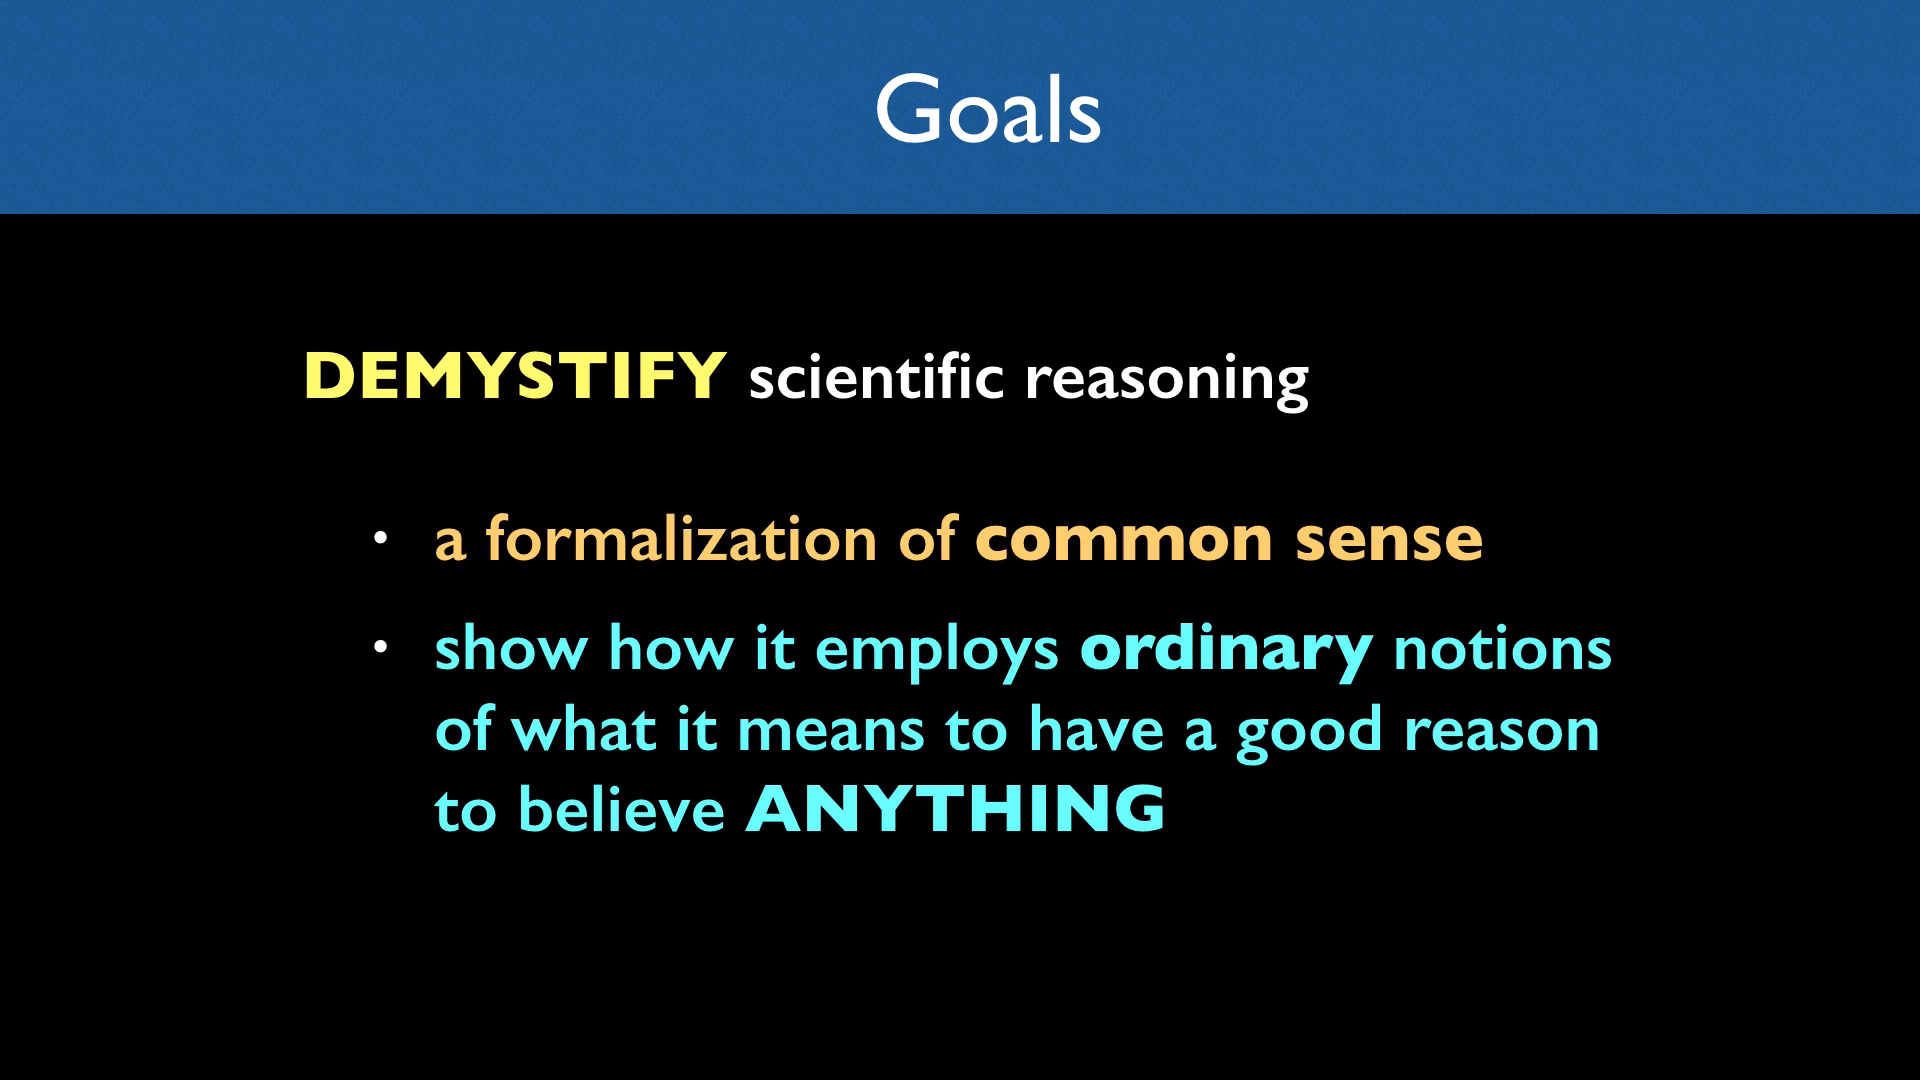 Goals
DEMYSTIFY scientific reasoning
• a formalization of common sense
• show how it employs ordinary notions
of what it means to have a good reason
to believe ANYTHING